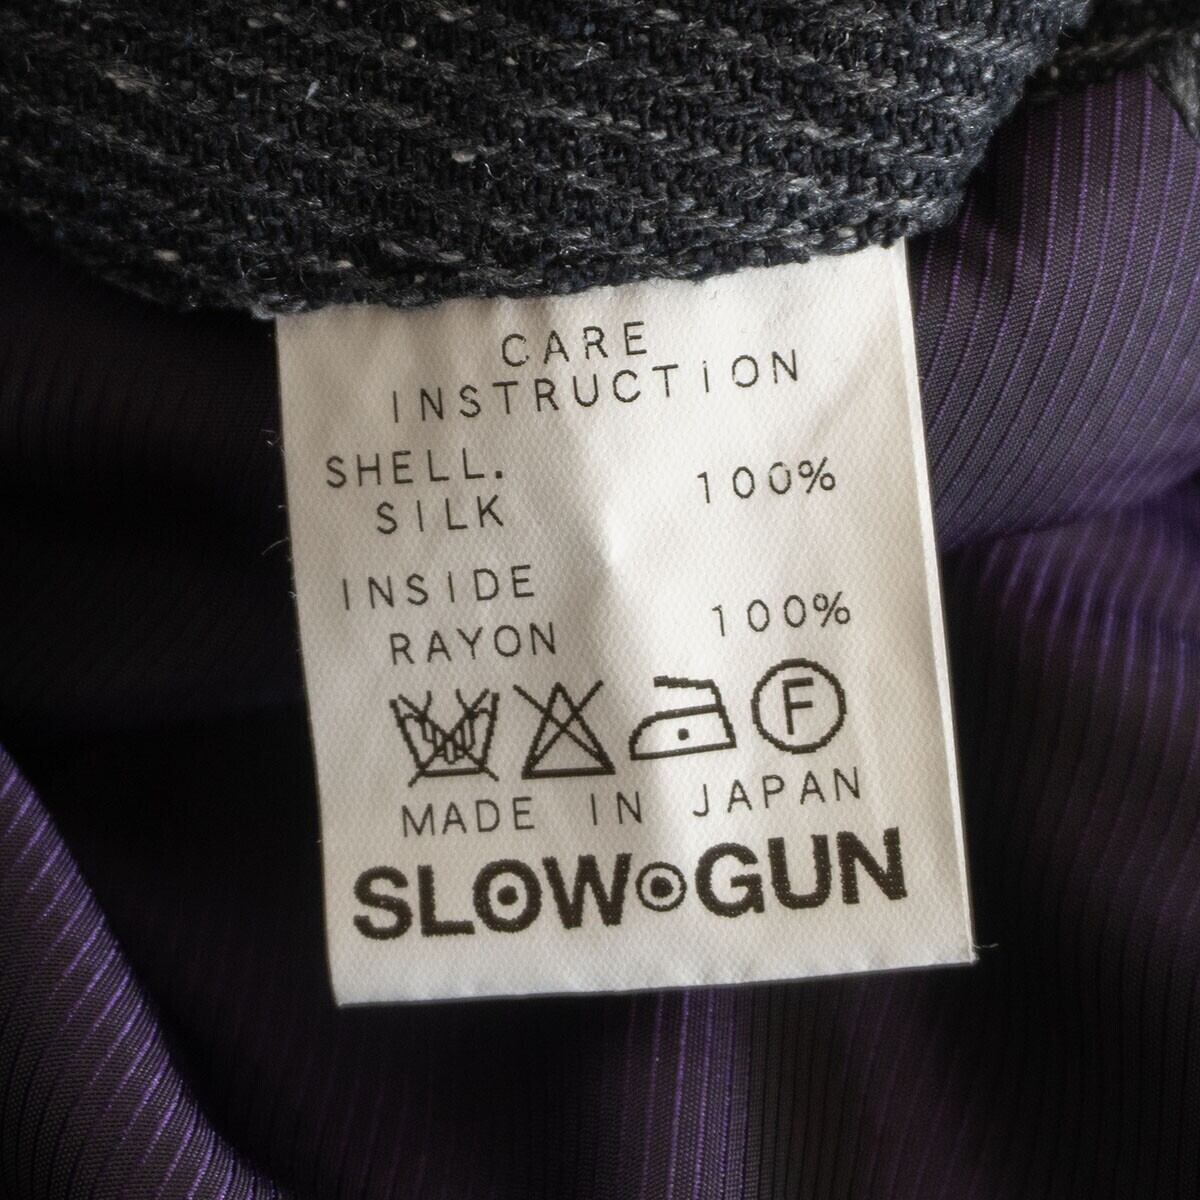 CARE
INSTRUCTiON
SHELL. 100%
SILK
INSIDE
RAYON 100%
F
MADE IN JAPAN
SLOW GUN